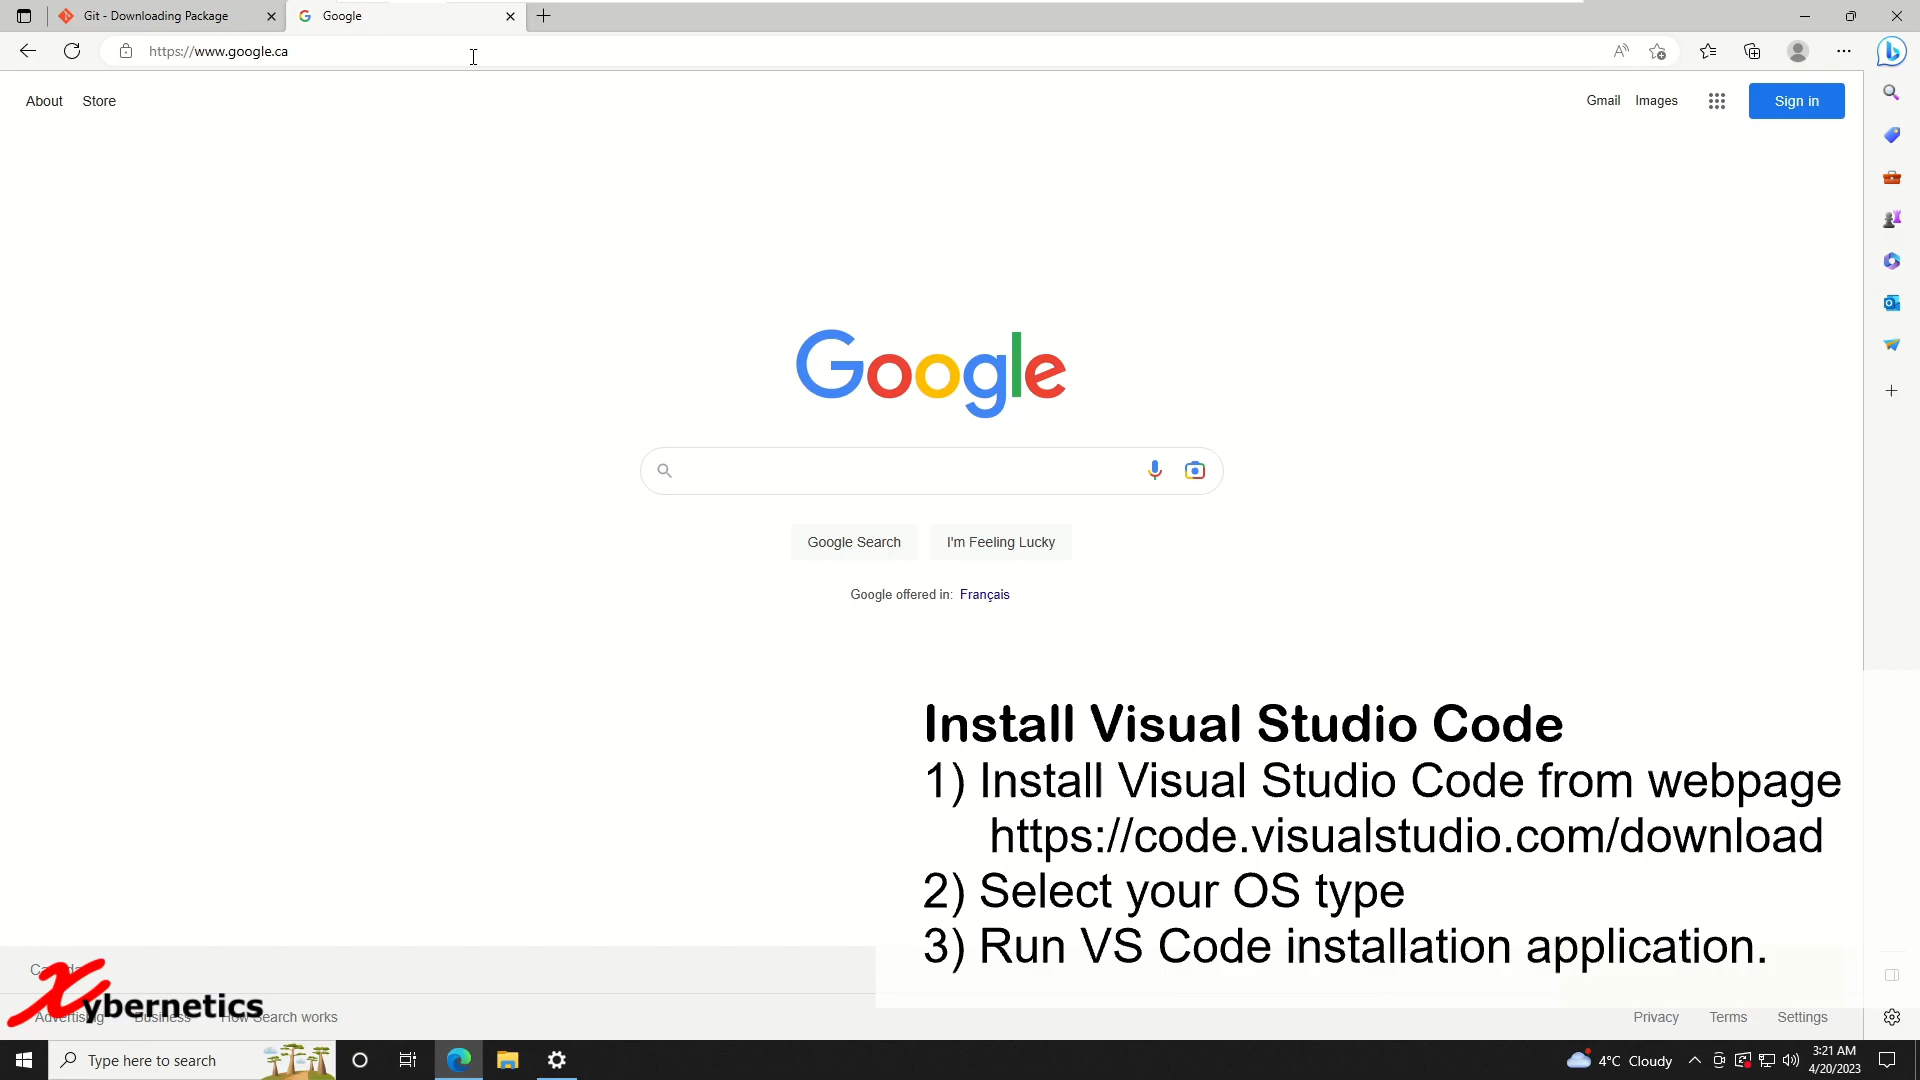 Git - Downloading Package
Google
https://www.google.ca
About Store
Gmail Images Sign in
Google
Google Search I'm Feeling Lucky
Google offered in: Français
Install Visual Studio Code
1) Install Visual Studio Code from webpage
https://code.visualstudio.com/download
2) Select your OS type
3) Run VS Code installation application.
Canada
Xybernetics
Advertising Business How Search works
Privacy Terms Settings
Type here to search
4°C Cloudy
3:21 AM
4/20/2023